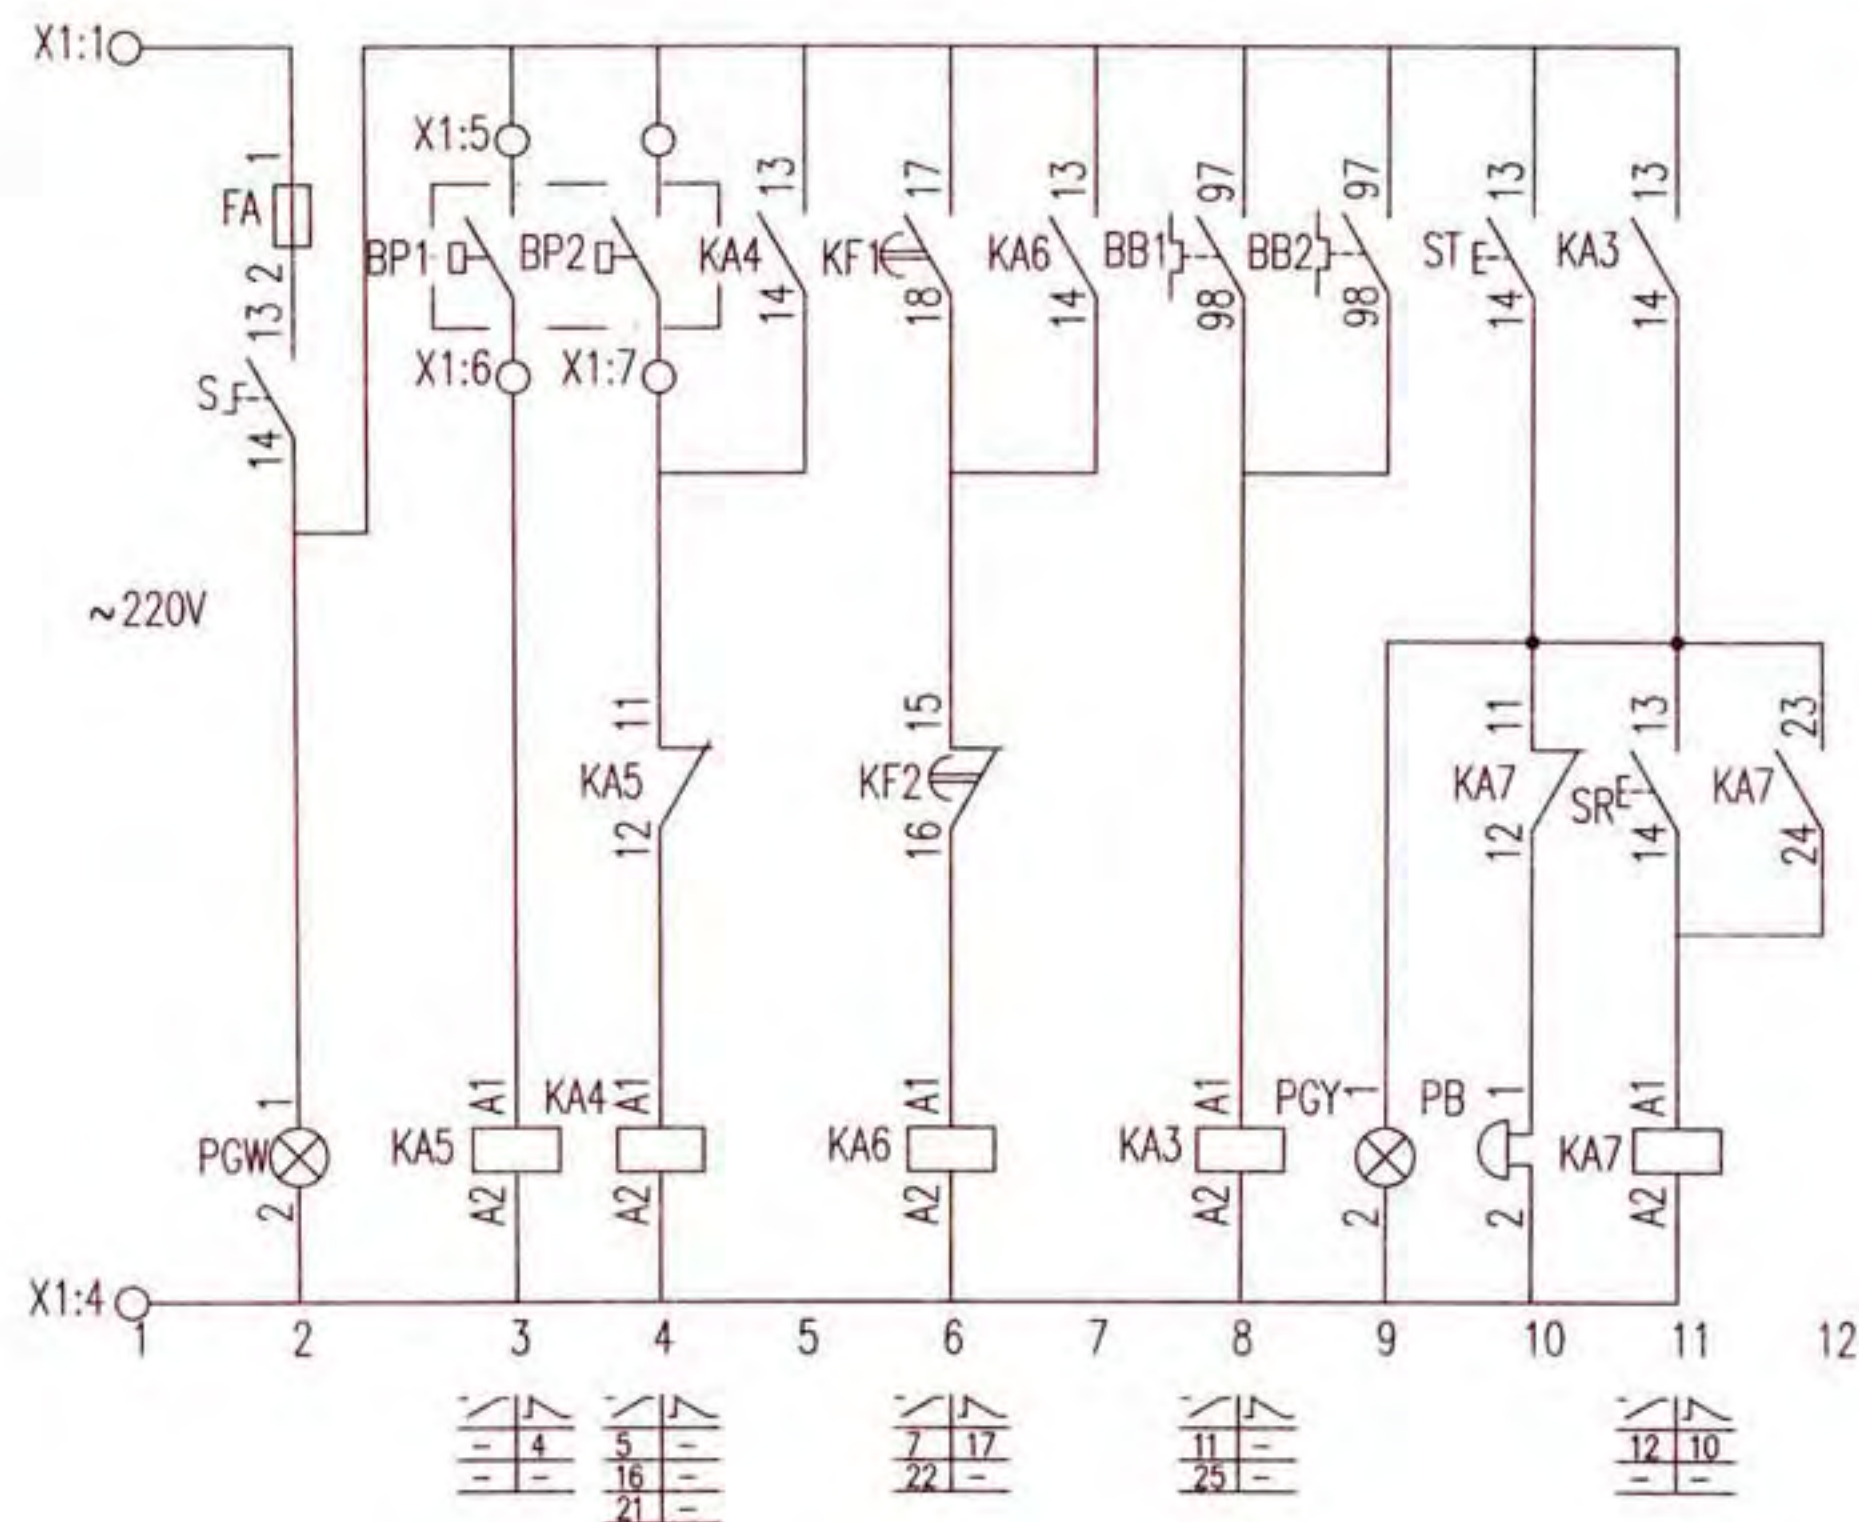 X1:1
X1:5
1
FA
2
13
S
14
BP1
BP2
X1:6
X1:7
13
KA4
14
17
KF1
18
13
KA6
14
97
BB1
98
97
BB2
98
13
ST
14
13
KA3
14
~220V
11
KA5
12
15
KF2
16
11
KA7
12
13
SR
14
23
KA7
24
1
PGW
2
A1
KA5
A2
KA4
A1
A2
A1
KA6
A2
A1
KA3
A2
PGY
1
2
PB
1
2
A1
KA7
A2
X1:4
1 2 3 4 5 6 7 8 9 10 11 12
- 4 5 - 7 17 11 - 12 10
- - 16 - 22 - 25 - - -
21 -